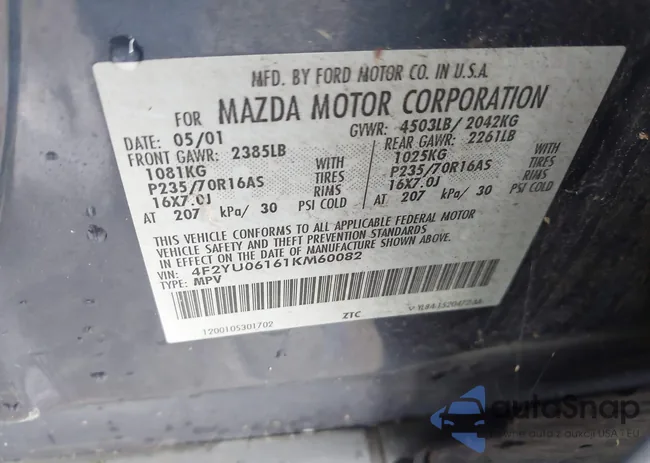 MFD. BY FORD MOTOR CO. IN U.S.A.
FOR MAZDA MOTOR CORPORATION
DATE: 05/01 GVWR: 4503LB/ 2042KG
FRONT GAWR: 2385LB REAR GAWR: 2261LB
1081KG WITH 1025KG WITH
P235/70R16AS TIRES P235/70R16AS TIRES
16X7.0J RIMS 16X7.0J RIMS
AT 207 kPa/ 30 PSI COLD AT 207 kPa/ 30 PSI COLD
THIS VEHICLE CONFORMS TO ALL APPLICABLE FEDERAL MOTOR
VEHICLE SAFETY AND THEFT PREVENTION STANDARDS
IN EFFECT ON THE DATE OF MANUFACTURE SHOWN ABOVE.
VEH. IDENT. NO.: 4F2YU06161KM60082
TYPE: MPV
1200105301702 ZTC
autoSnap